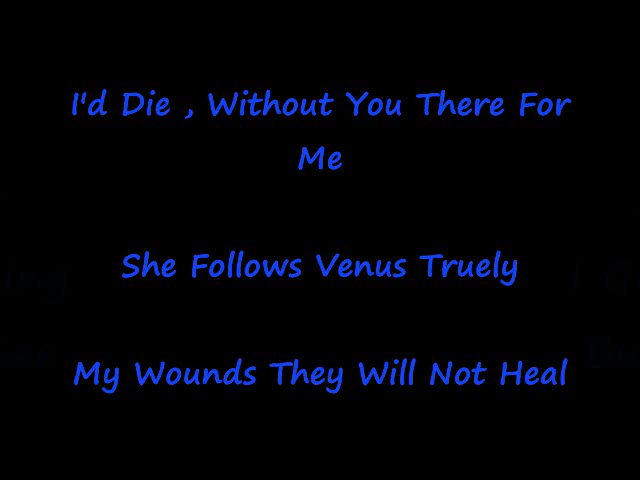 I'd Die , Without You There For
Me
She Follows Venus Truely
My Wounds They Will Not Heal